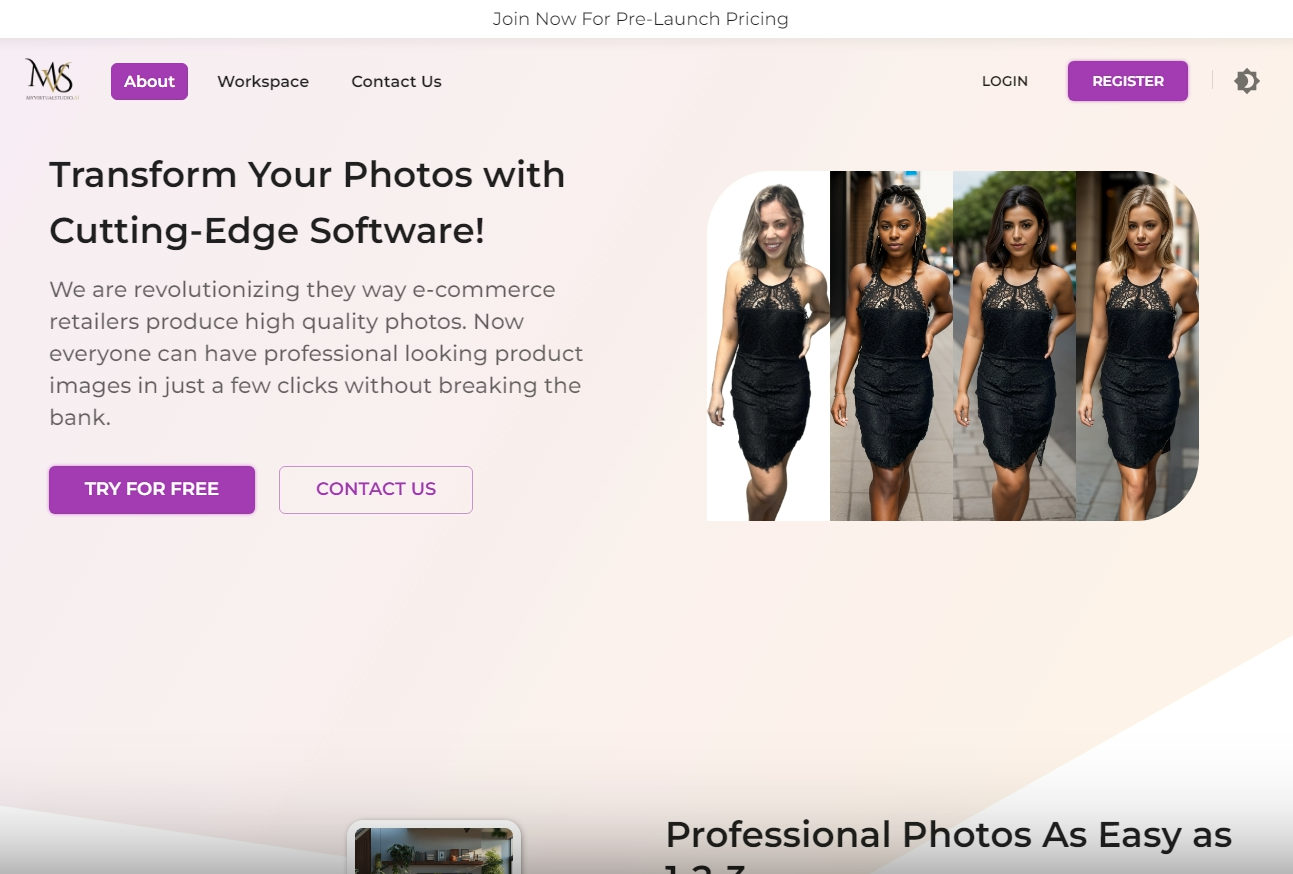 Join Now For Pre-Launch Pricing
MVS
MYVIRTUALSTUDIO.AI
About
Workspace
Contact Us
LOGIN
REGISTER
Transform Your Photos with
Cutting-Edge Software!
We are revolutionizing they way e-commerce
retailers produce high quality photos. Now
everyone can have professional looking product
images in just a few clicks without breaking the
bank.
TRY FOR FREE
CONTACT US
Professional Photos As Easy as
1-2-3